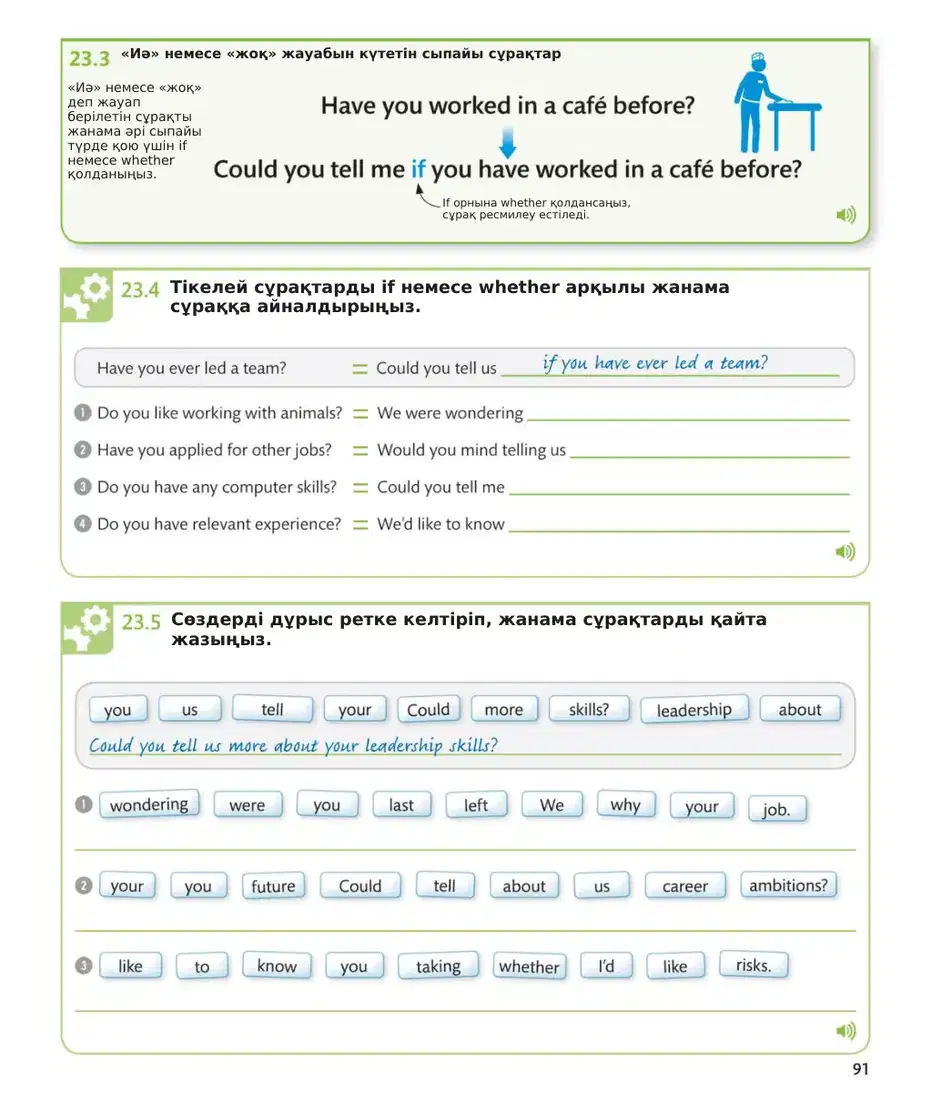 23.3 «Иә» немесе «жоқ» жауабын күтетін сыпайы сұрақтар
«Иә» немесе «жоқ»
деп жауап
берілетін сұрақты
жанама әрі сыпайы
түрде қою үшін if
немесе whether
қолданыңыз.
Have you worked in a café before?
Could you tell me if you have worked in a café before?
If орнына whether қолдансаңыз,
сұрақ ресмилеу естіледі.
23.4 Тікелей сұрақтарды if немесе whether арқылы жанама
сұраққа айналдырыңыз.
Have you ever led a team? = Could you tell us if you have ever led a team?
1 Do you like working with animals? = We were wondering
2 Have you applied for other jobs? = Would you mind telling us
3 Do you have any computer skills? = Could you tell me
4 Do you have relevant experience? = We'd like to know
23.5 Сөздерді дұрыс ретке келтіріп, жанама сұрақтарды қайта
жазыңыз.
you us tell your Could more skills? leadership about
Could you tell us more about your leadership skills?
1 wondering were you last left We why your job.
2 your you future Could tell about us career ambitions?
3 like to know you taking whether I'd like risks.
91